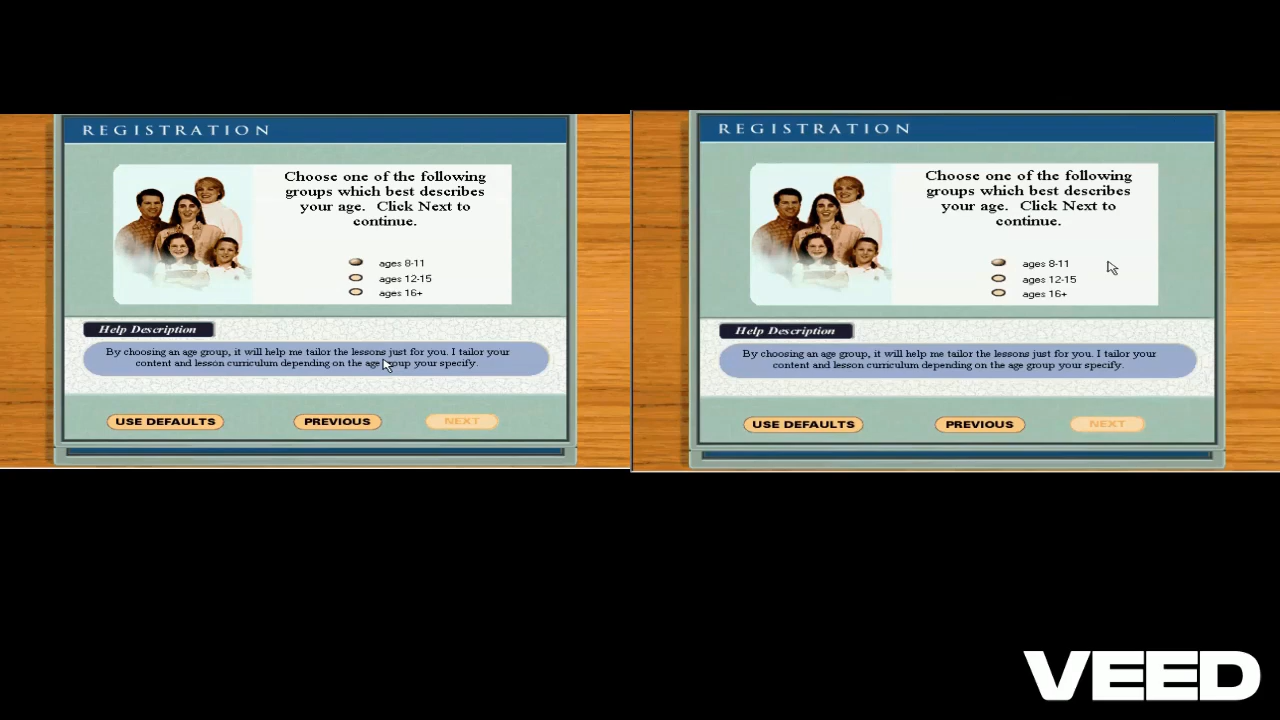 REGISTRATION
Choose one of the following
groups which best describes
your age. Click Next to
continue.
ages 8-11
ages 12-15
ages 16+
Help Description
By choosing an age group, it will help me tailor the lessons just for you. I tailor your
content and lesson curriculum depending on the age group your specify.
USE DEFAULTS
PREVIOUS
NEXT
REGISTRATION
Choose one of the following
groups which best describes
your age. Click Next to
continue.
ages 8-11
ages 12-15
ages 16+
Help Description
By choosing an age group, it will help me tailor the lessons just for you. I tailor your
content and lesson curriculum depending on the age group your specify.
USE DEFAULTS
PREVIOUS
NEXT
VEED